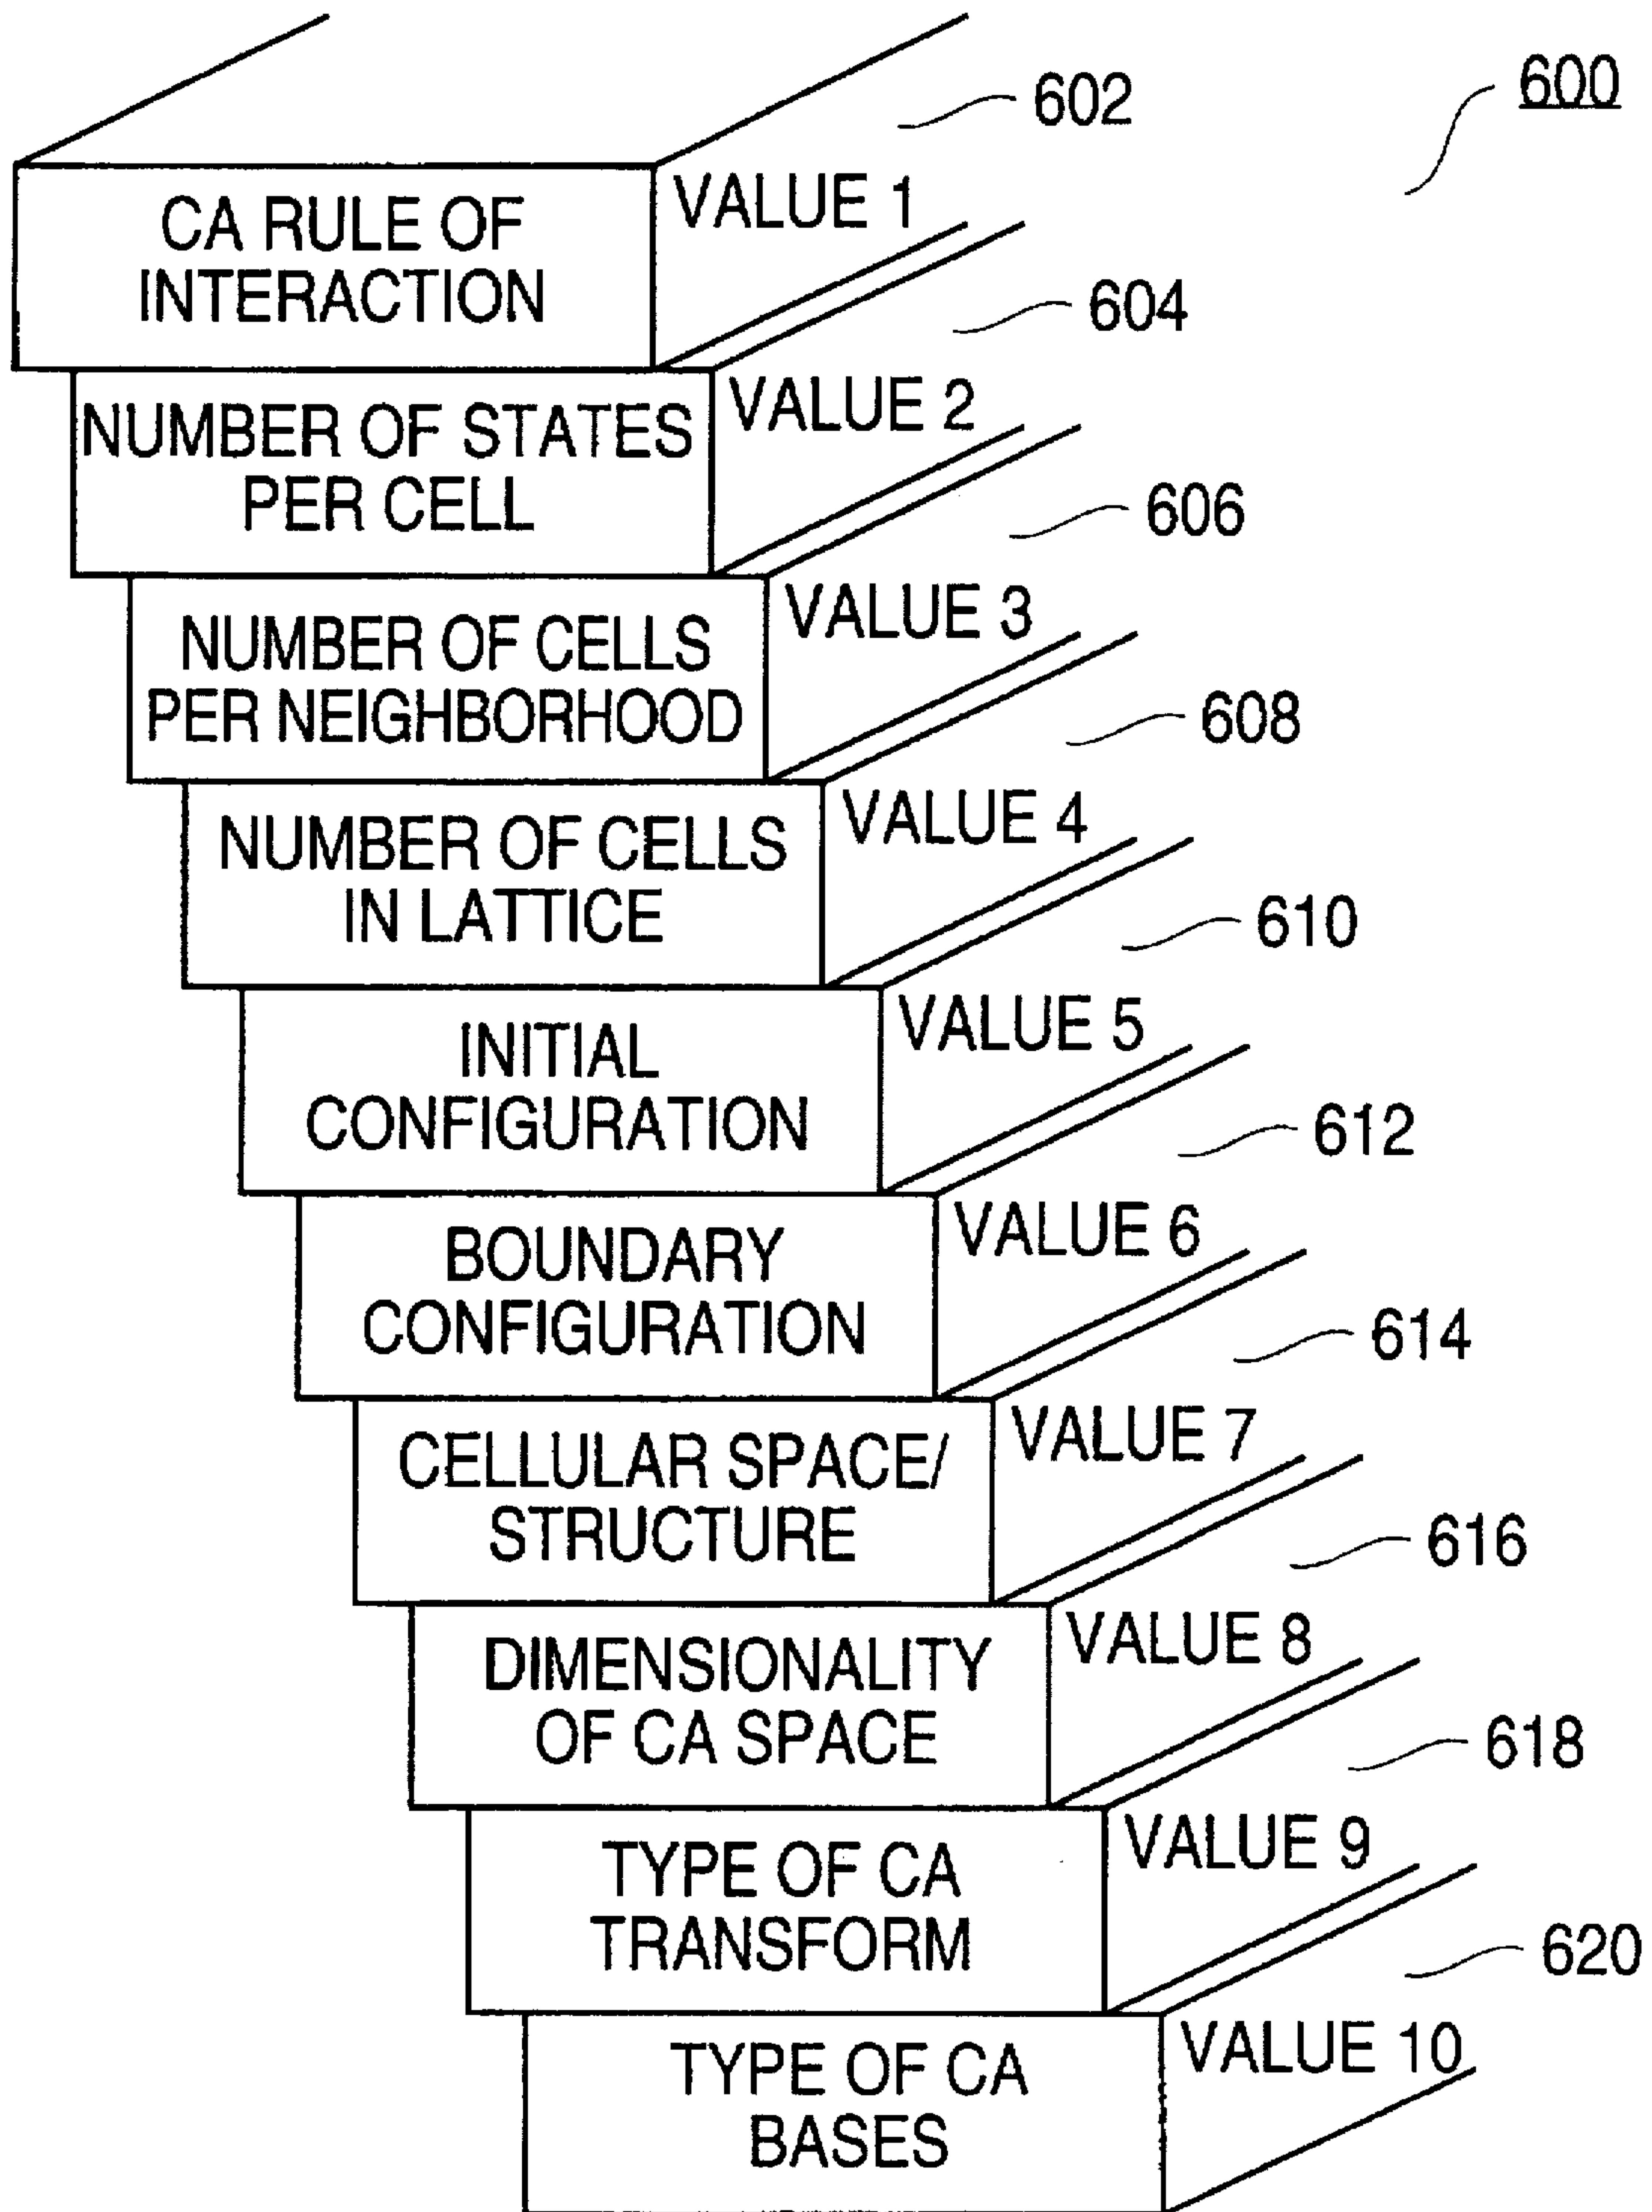 600
602
CA RULE OF
INTERACTION
VALUE 1
604
NUMBER OF STATES
PER CELL
VALUE 2
606
NUMBER OF CELLS
PER NEIGHBORHOOD
VALUE 3
608
NUMBER OF CELLS
IN LATTICE
VALUE 4
610
INITIAL
CONFIGURATION
VALUE 5
612
BOUNDARY
CONFIGURATION
VALUE 6
614
CELLULAR SPACE/
STRUCTURE
VALUE 7
616
DIMENSIONALITY
OF CA SPACE
VALUE 8
618
TYPE OF CA
TRANSFORM
VALUE 9
620
TYPE OF CA
BASES
VALUE 10